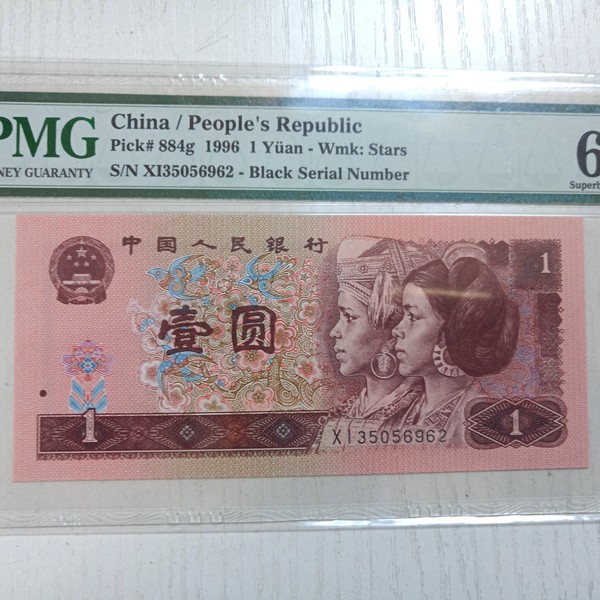 PMG
NEY GUARANTY
China / People's Republic
Pick# 884g 1996 1 Yüan - Wmk: Stars
S/N XI35056962 - Black Serial Number
6
Superb
中国人民银行
1
壹圆
1
XI35056962
1